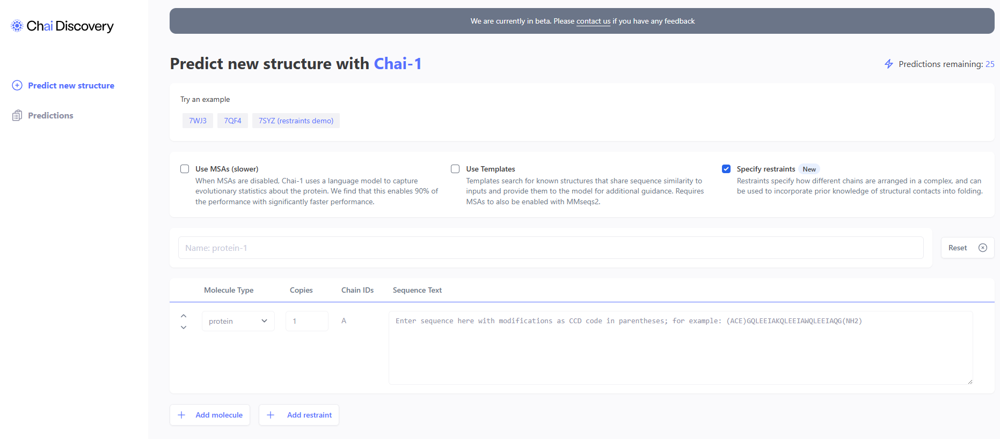 Chai Discovery
Predict new structure
Predictions
We are currently in beta. Please contact us if you have any feedback
Predict new structure with Chai-1
Predictions remaining: 25
Try an example
7WJ3
7QF4
7SYZ (restraints demo)
Use MSAs (slower)
When MSAs are disabled, Chai-1 uses a language model to capture
evolutionary statistics about the protein. We find that this enables 90% of
the performance with significantly faster performance.
Use Templates
Templates search for known structures that share sequence similarity to
inputs and provide them to the model for additional guidance. Requires
MSAs to also be enabled with MMseqs2.
Specify restraints New
Restraints specify how different chains are arranged in a complex, and can
be used to incorporate prior knowledge of structural contacts into folding.
Name: protein-1
Reset
Molecule Type Copies Chain IDs Sequence Text
protein 1 A Enter sequence here with modifications as CCD code in parentheses; for example: (ACE)GQLEEIAKQLEEIAWQLEEIAQG(NH2)
Add molecule
Add restraint